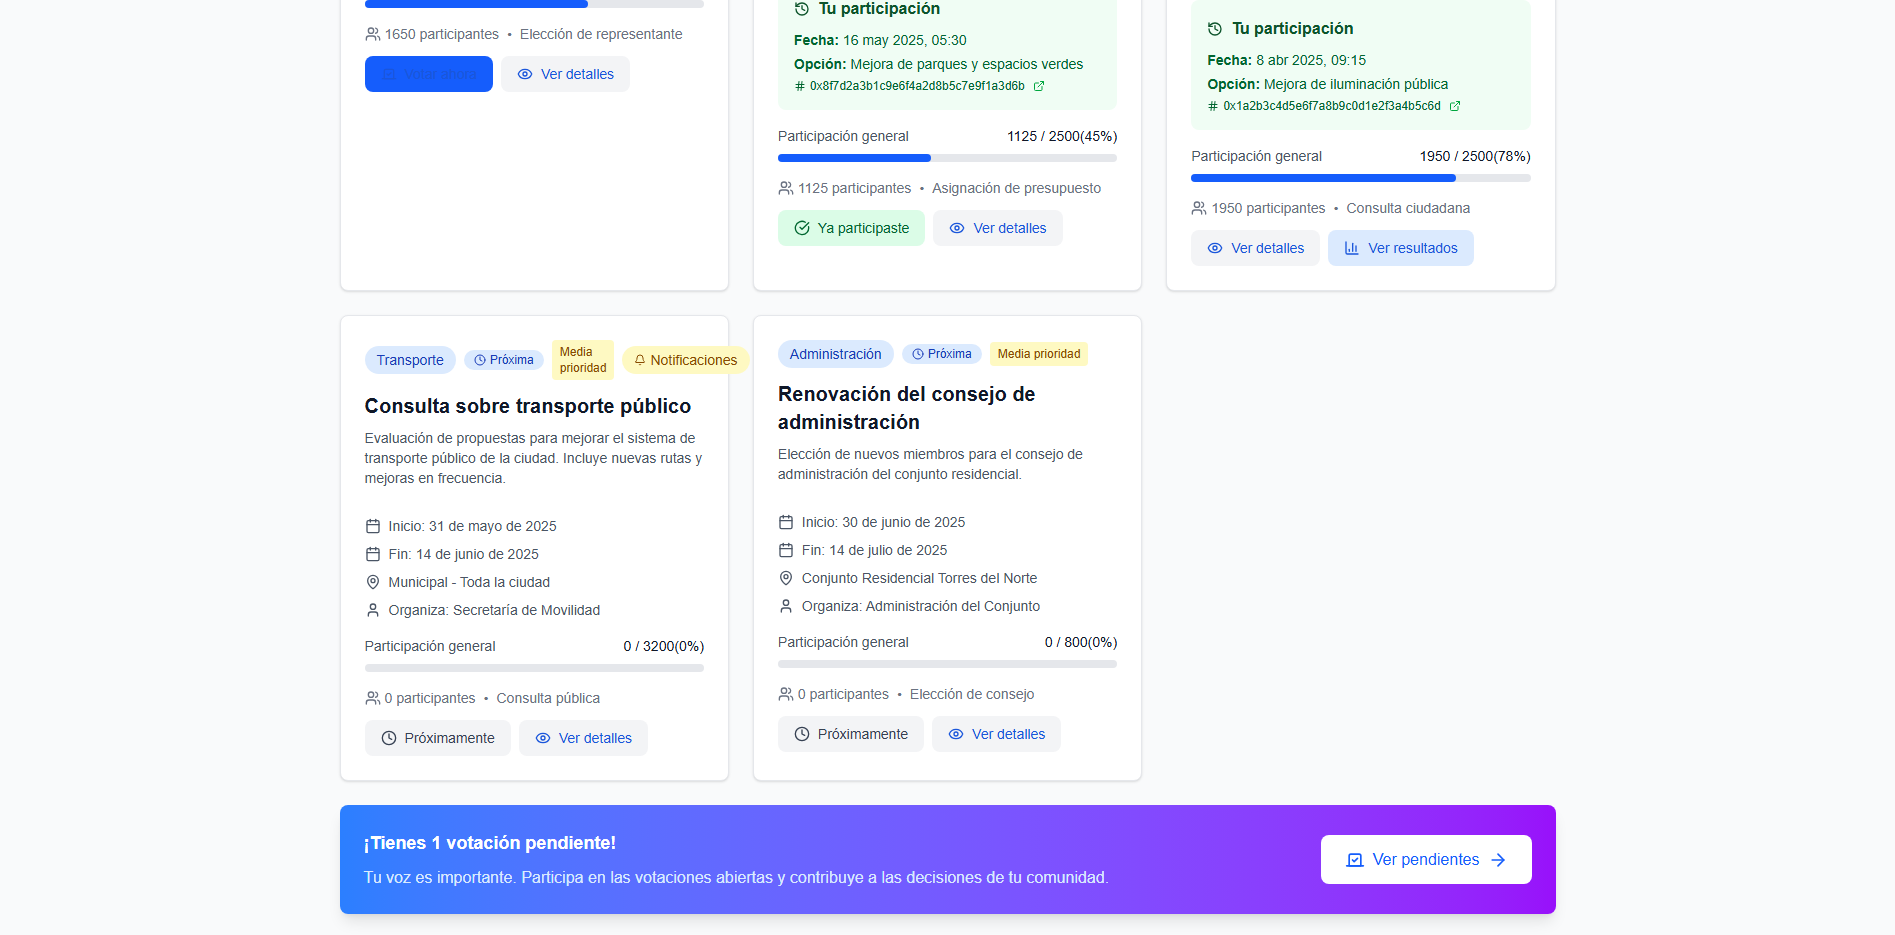 1650 participantes • Elección de representante
Votar ahora
Ver detalles
Tu participación
Fecha: 16 may 2025, 05:30
Opción: Mejora de parques y espacios verdes
# 0x8f7d2a3b1c9e6f4a2d8b5c7e9f1a3d6b
Participación general
1125 / 2500(45%)
1125 participantes • Asignación de presupuesto
Ya participaste
Ver detalles
Tu participación
Fecha: 8 abr 2025, 09:15
Opción: Mejora de iluminación pública
# 0x1a2b3c4d5e6f7a8b9c0d1e2f3a4b5c6d
Participación general
1950 / 2500(78%)
1950 participantes • Consulta ciudadana
Ver detalles
Ver resultados
Transporte
Próxima
Media
prioridad
Notificaciones
Consulta sobre transporte público
Evaluación de propuestas para mejorar el sistema de
transporte público de la ciudad. Incluye nuevas rutas y
mejoras en frecuencia.
Inicio: 31 de mayo de 2025
Fin: 14 de junio de 2025
Municipal - Toda la ciudad
Organiza: Secretaría de Movilidad
Participación general
0 / 3200(0%)
0 participantes • Consulta pública
Próximamente
Ver detalles
Administración
Próxima
Media prioridad
Renovación del consejo de
administración
Elección de nuevos miembros para el consejo de
administración del conjunto residencial.
Inicio: 30 de junio de 2025
Fin: 14 de julio de 2025
Conjunto Residencial Torres del Norte
Organiza: Administración del Conjunto
Participación general
0 / 800(0%)
0 participantes • Elección de consejo
Próximamente
Ver detalles
¡Tienes 1 votación pendiente!
Tu voz es importante. Participa en las votaciones abiertas y contribuye a las decisiones de tu comunidad.
Ver pendientes